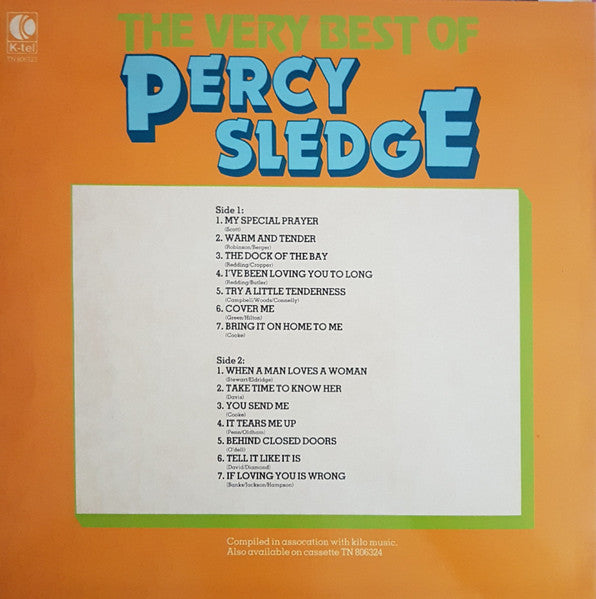 THE VERY BEST OF
K-tel
TN 806323
PERCY
SLEDGE
Side 1:
1. MY SPECIAL PRAYER
(Scott)
2. WARM AND TENDER
(Robinson/Berger)
3. THE DOCK OF THE BAY
(Redding/Cropper)
4. I'VE BEEN LOVING YOU TO LONG
(Redding/Butler)
5. TRY A LITTLE TENDERNESS
(Campbell/Woods/Connelly)
6. COVER ME
(Green/Hilton)
7. BRING IT ON HOME TO ME
(Cooke)
Side 2:
1. WHEN A MAN LOVES A WOMAN
(Stewart/Eldridge)
2. TAKE TIME TO KNOW HER
(Davis)
3. YOU SEND ME
(Cooke)
4. IT TEARS ME UP
(Penn/Oldham)
5. BEHIND CLOSED DOORS
(O'dell)
6. TELL IT LIKE IT IS
(David/Diamond)
7. IF LOVING YOU IS WRONG
(Banks/Jackson/Hampson)
Compiled in assocation with kilo music.
Also available on cassette TN 806324